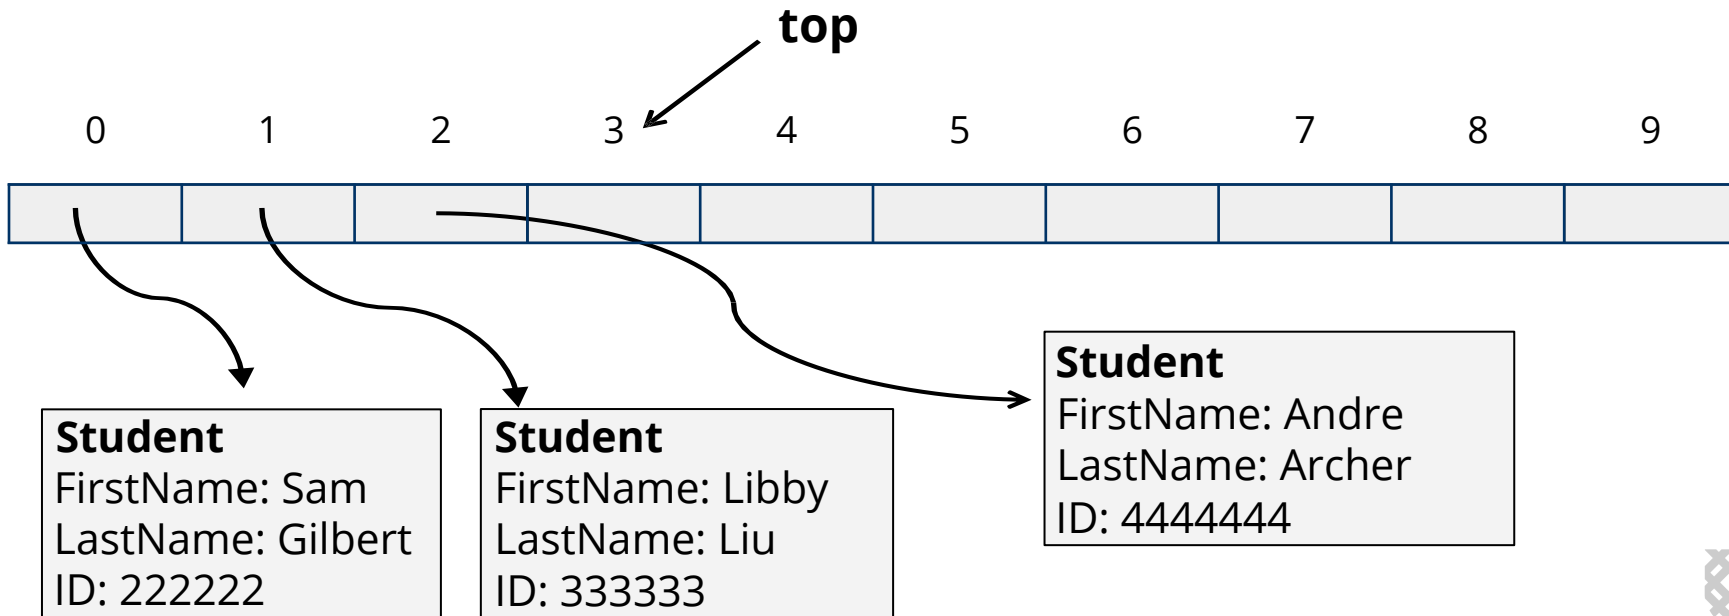 top
0 1 2 3 4 5 6 7 8 9
Student
FirstName: Sam
LastName: Gilbert
ID: 222222
Student
FirstName: Libby
LastName: Liu
ID: 333333
Student
FirstName: Andre
LastName: Archer
ID: 4444444